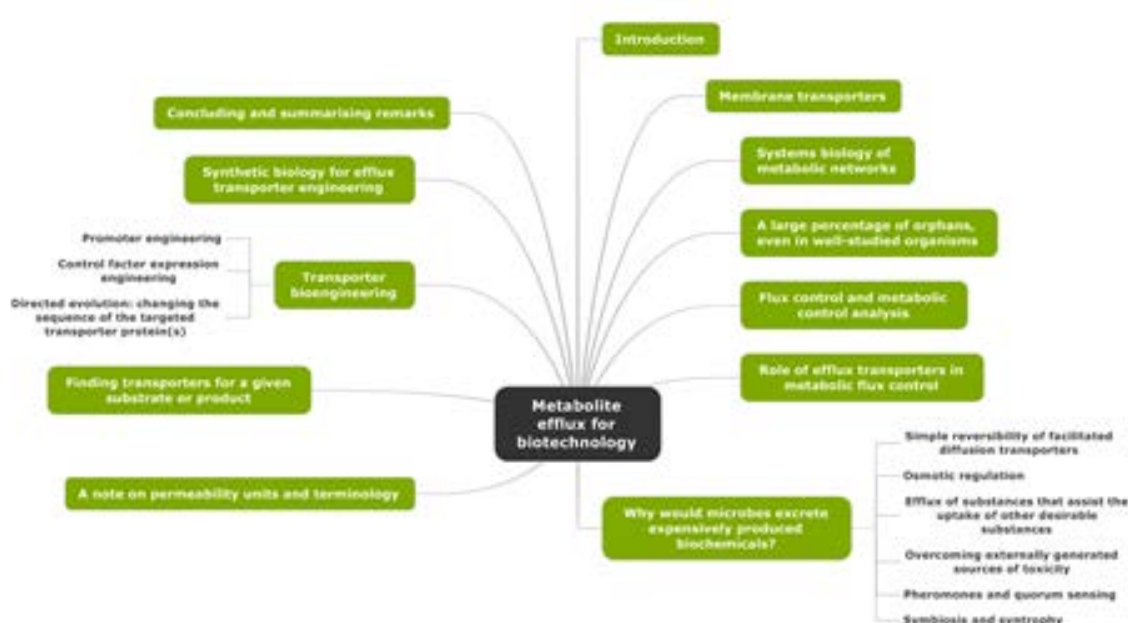 Introduction
Membrane transporters
Systems biology of
metabolic networks
A large percentage of orphans,
even in well-studied organisms
Flux control and metabolic
control analysis
Role of efflux transporters in
metabolic flux control
Why would microbes excrete
expensively produced
biochemicals?
Simple reversibility of facilitated
diffusion transporters
Osmotic regulation
Efflux of substances that assist the
uptake of other desirable
substances
Overcoming externally generated
sources of toxicity
Pheromones and quorum sensing
Symbiosis and syntrophy
Metabolite
efflux for
biotechnology
A note on permeability units and terminology
Finding transporters for a given
substrate or product
Transporter
bioengineering
Promoter engineering
Control factor expression
engineering
Directed evolution: changing the
sequence of the targeted
transporter protein(s)
Synthetic biology for efflux
transporter engineering
Concluding and summarising remarks